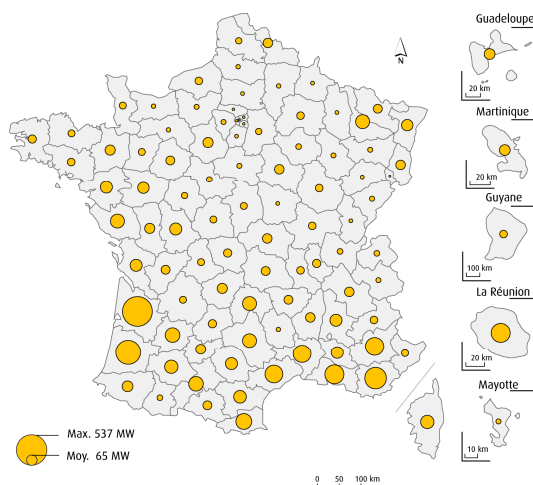 Guadeloupe
20 km
N
Martinique
20 km
Guyane
100 km
La Réunion
20 km
Mayotte
10 km
Max. 537 MW
Moy. 65 MW
0 50 100 km